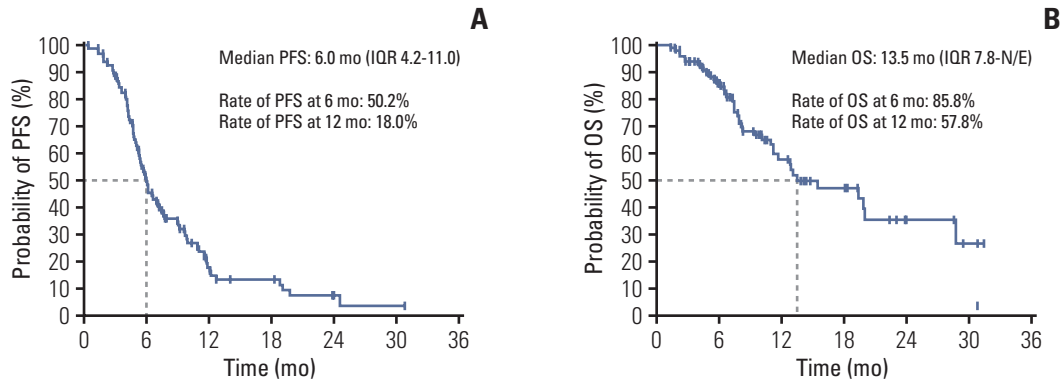 A
Probability of PFS (%)
100
90
80
70
60
50
40
30
20
10
0
Median PFS: 6.0 mo (IQR 4.2-11.0)
Rate of PFS at 6 mo: 50.2%
Rate of PFS at 12 mo: 18.0%
0 6 12 18 24 30 36
Time (mo)
B
Probability of OS (%)
100
90
80
70
60
50
40
30
20
10
0
Median OS: 13.5 mo (IQR 7.8-N/E)
Rate of OS at 6 mo: 85.8%
Rate of OS at 12 mo: 57.8%
0 6 12 18 24 30 36
Time (mo)